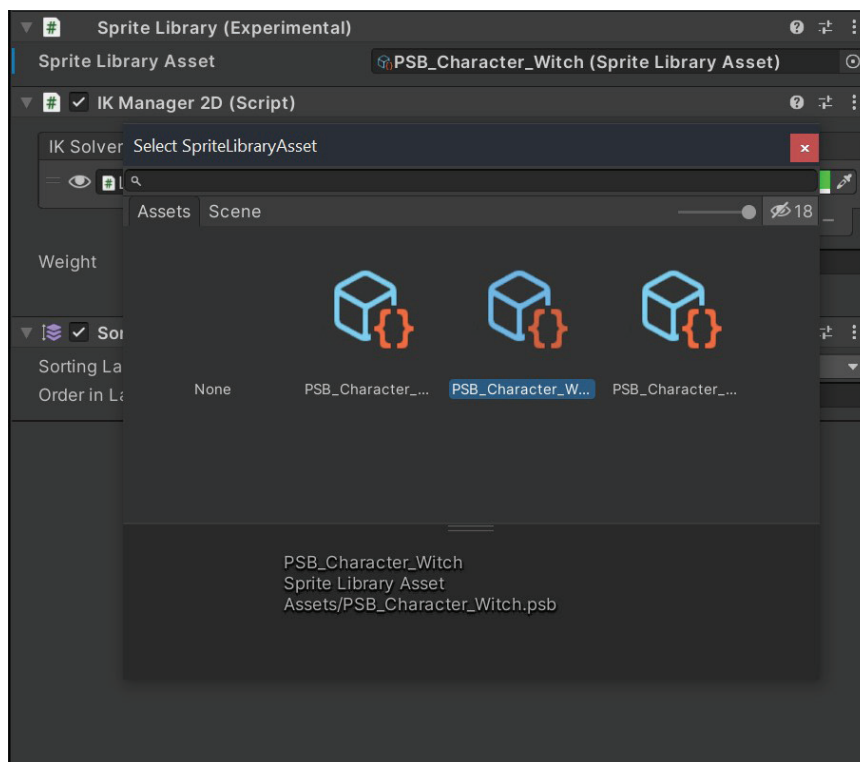 Sprite Library (Experimental)
Sprite Library Asset
PSB_Character_Witch (Sprite Library Asset)
IK Manager 2D (Script)
IK Solver
Select SpriteLibraryAsset
Assets
Scene
18
Weight
None
PSB_Character_...
PSB_Character_W...
PSB_Character_...
Sor
Sorting La
Order in La
PSB_Character_Witch
Sprite Library Asset
Assets/PSB_Character_Witch.psb